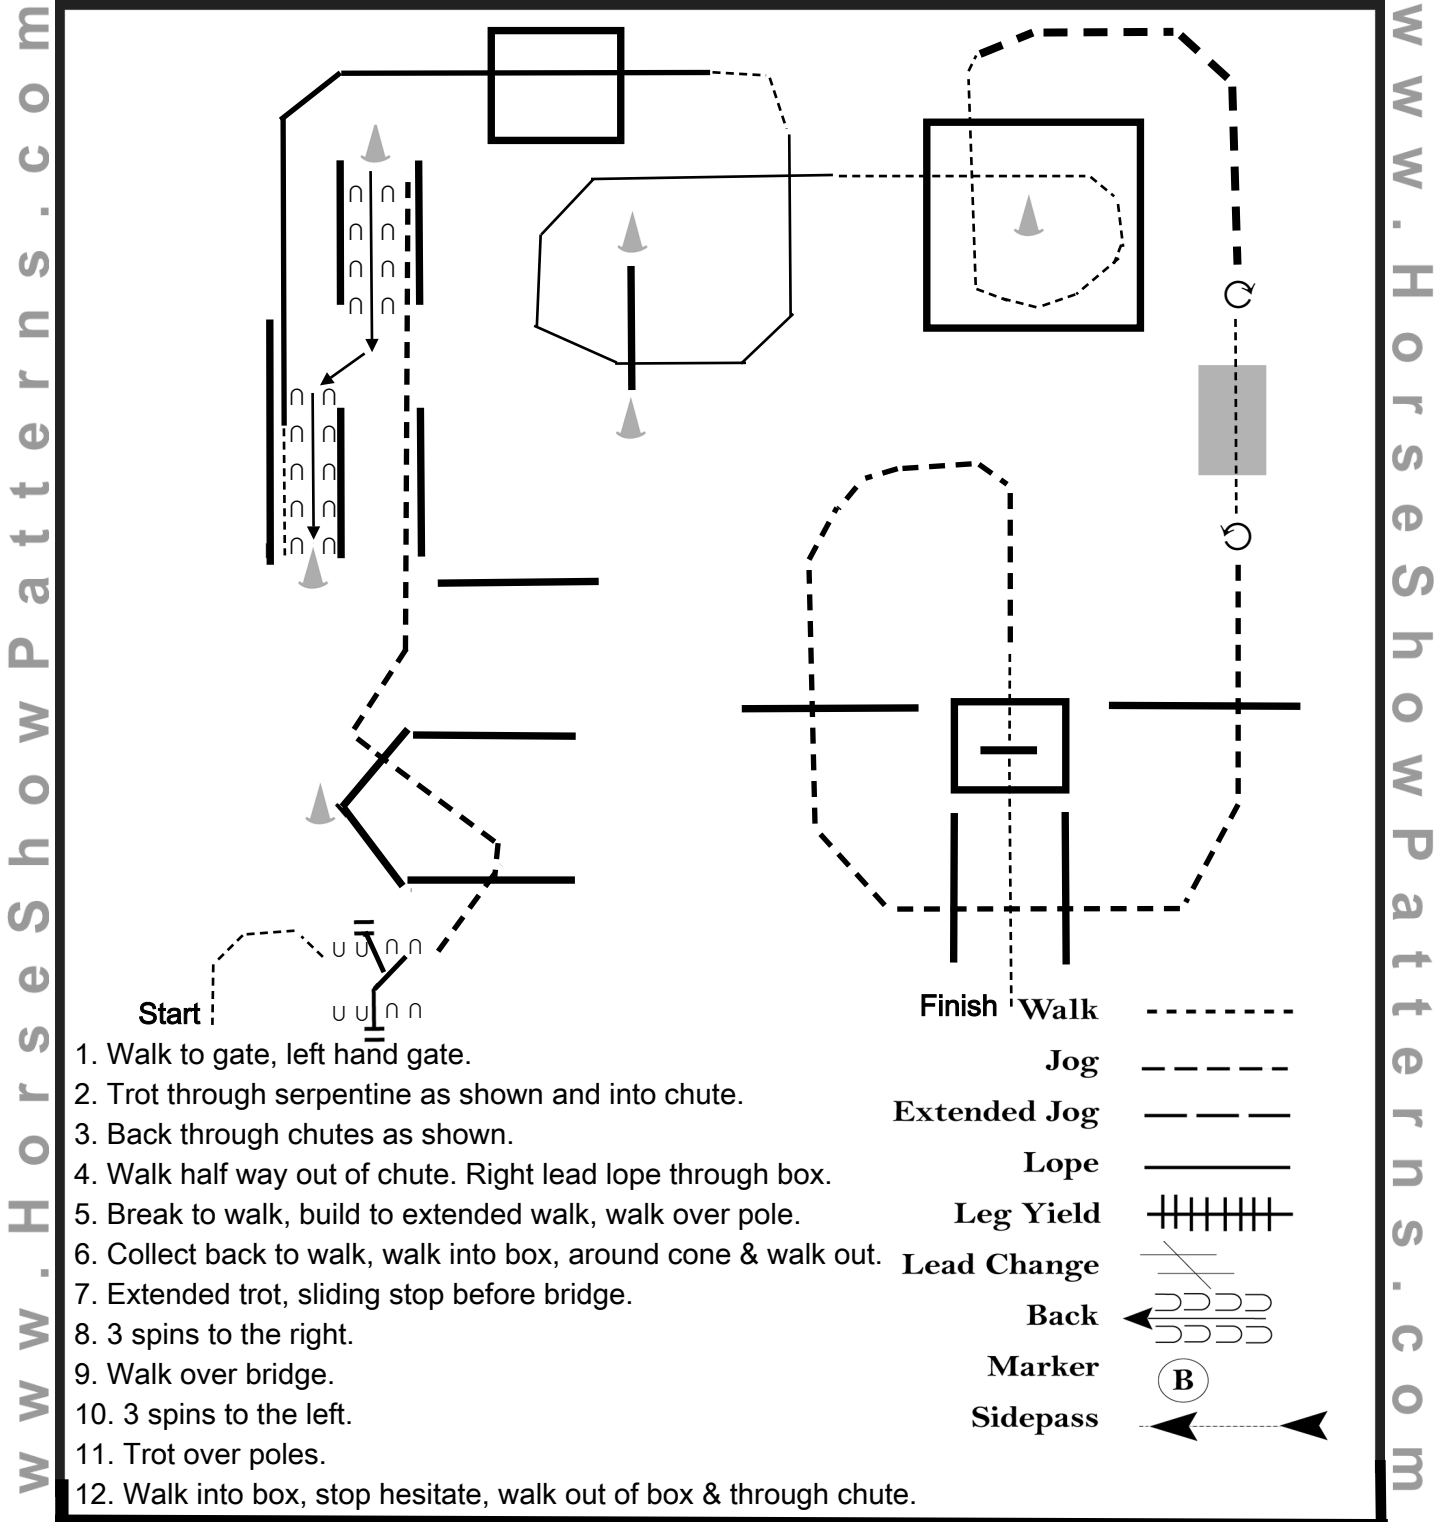 www.HorseShowPatterns.com
www.HorseShowPatterns.com
Start
Finish
1. Walk to gate, left hand gate.
2. Trot through serpentine as shown and into chute.
3. Back through chutes as shown.
4. Walk half way out of chute. Right lead lope through box.
5. Break to walk, build to extended walk, walk over pole.
6. Collect back to walk, walk into box, around cone & walk out.
7. Extended trot, sliding stop before bridge.
8. 3 spins to the right.
9. Walk over bridge.
10. 3 spins to the left.
11. Trot over poles.
12. Walk into box, stop hesitate, walk out of box & through chute.
Walk
Jog
Extended Jog
Lope
Leg Yield
Lead Change
Back
Marker
B
Sidepass